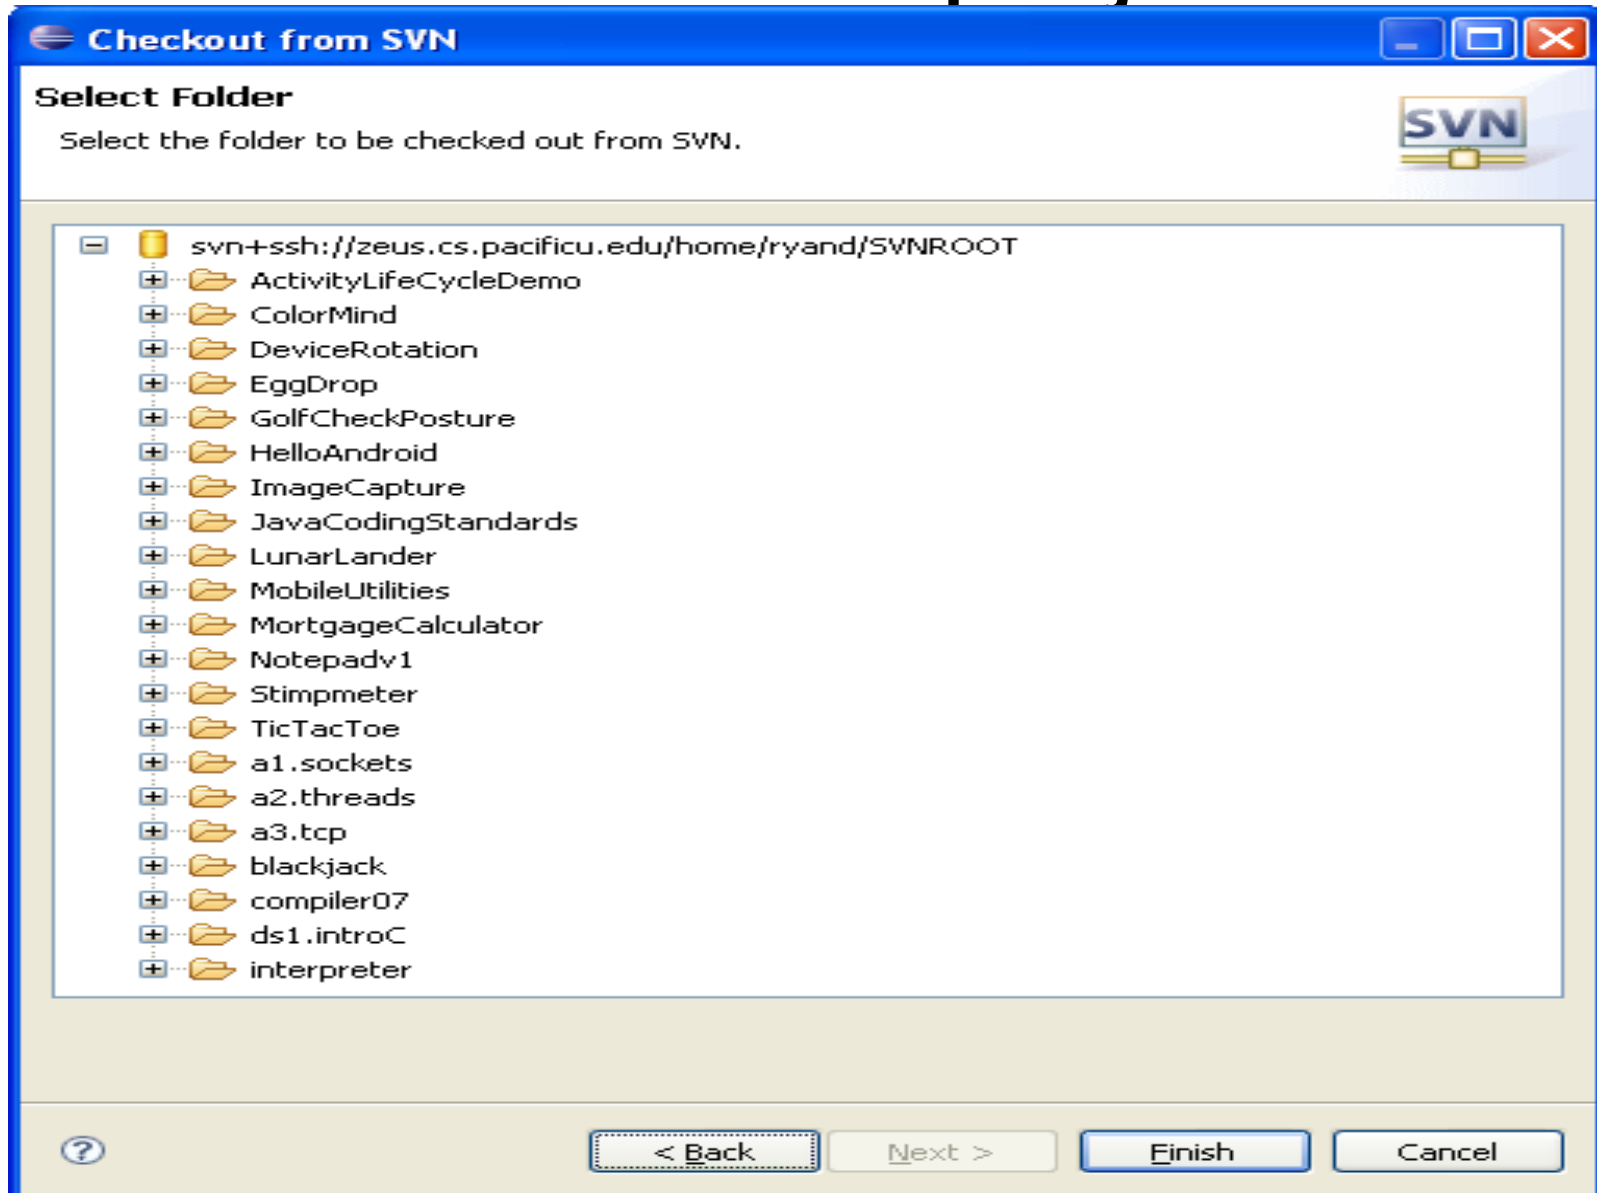 Checkout from SVN
Select Folder
Select the folder to be checked out from SVN.
SVN
svn+ssh://zeus.cs.pacificu.edu/home/ryand/SVNROOT
ActivityLifeCycleDemo
ColorMind
DeviceRotation
EggDrop
GolfCheckPosture
HelloAndroid
ImageCapture
JavaCodingStandards
LunarLander
MobileUtilities
MortgageCalculator
Notepadv1
Stimpmeter
TicTacToe
a1.sockets
a2.threads
a3.tcp
blackjack
compiler07
ds1.introC
interpreter
? < Back Next > Finish Cancel